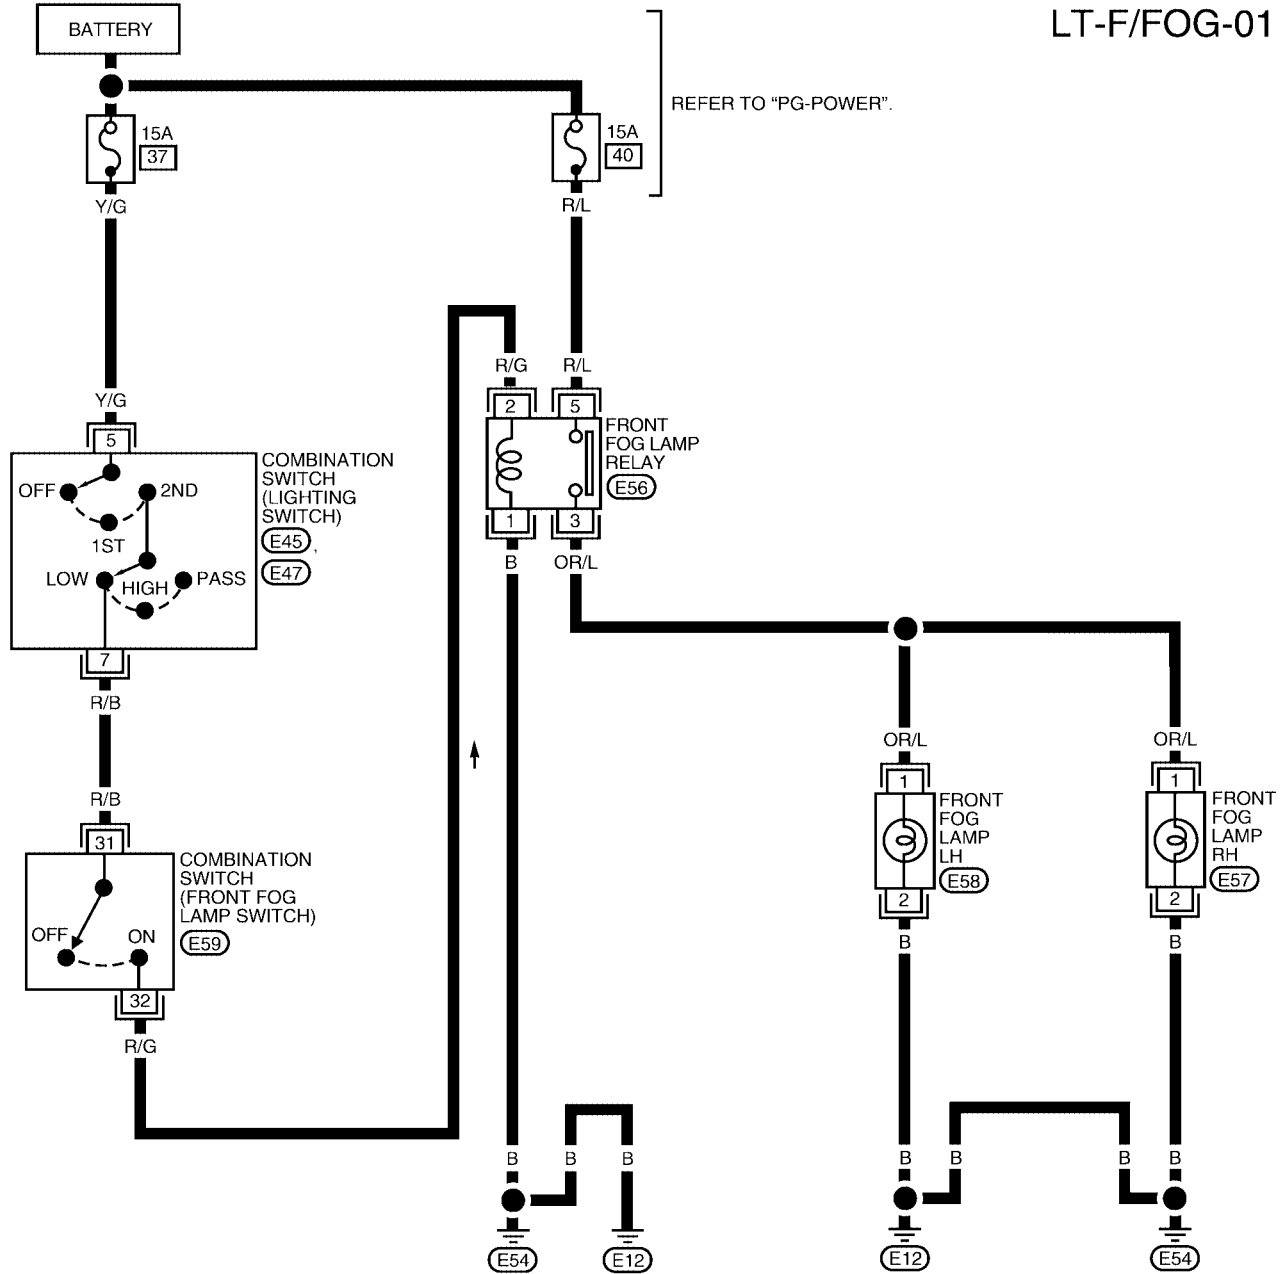 LT-F/FOG-01
BATTERY
REFER TO “PG-POWER”.
15A
37
15A
40
Y/G
R/L
Y/G
R/G
R/L
5
2
5
FRONT
FOG LAMP
RELAY
E56
COMBINATION
SWITCH
(LIGHTING
SWITCH)
E45 ,
E47
OFF
2ND
1ST
LOW
HIGH
PASS
1
3
B
OR/L
7
R/B
R/B
31
COMBINATION
SWITCH
(FRONT FOG
LAMP SWITCH)
E59
OFF
ON
32
R/G
OR/L
OR/L
1
1
FRONT
FOG
LAMP
LH
E58
FRONT
FOG
LAMP
RH
E57
2
2
B
B
B
B
B
B
B
B
B
E54
E12
E12
E54